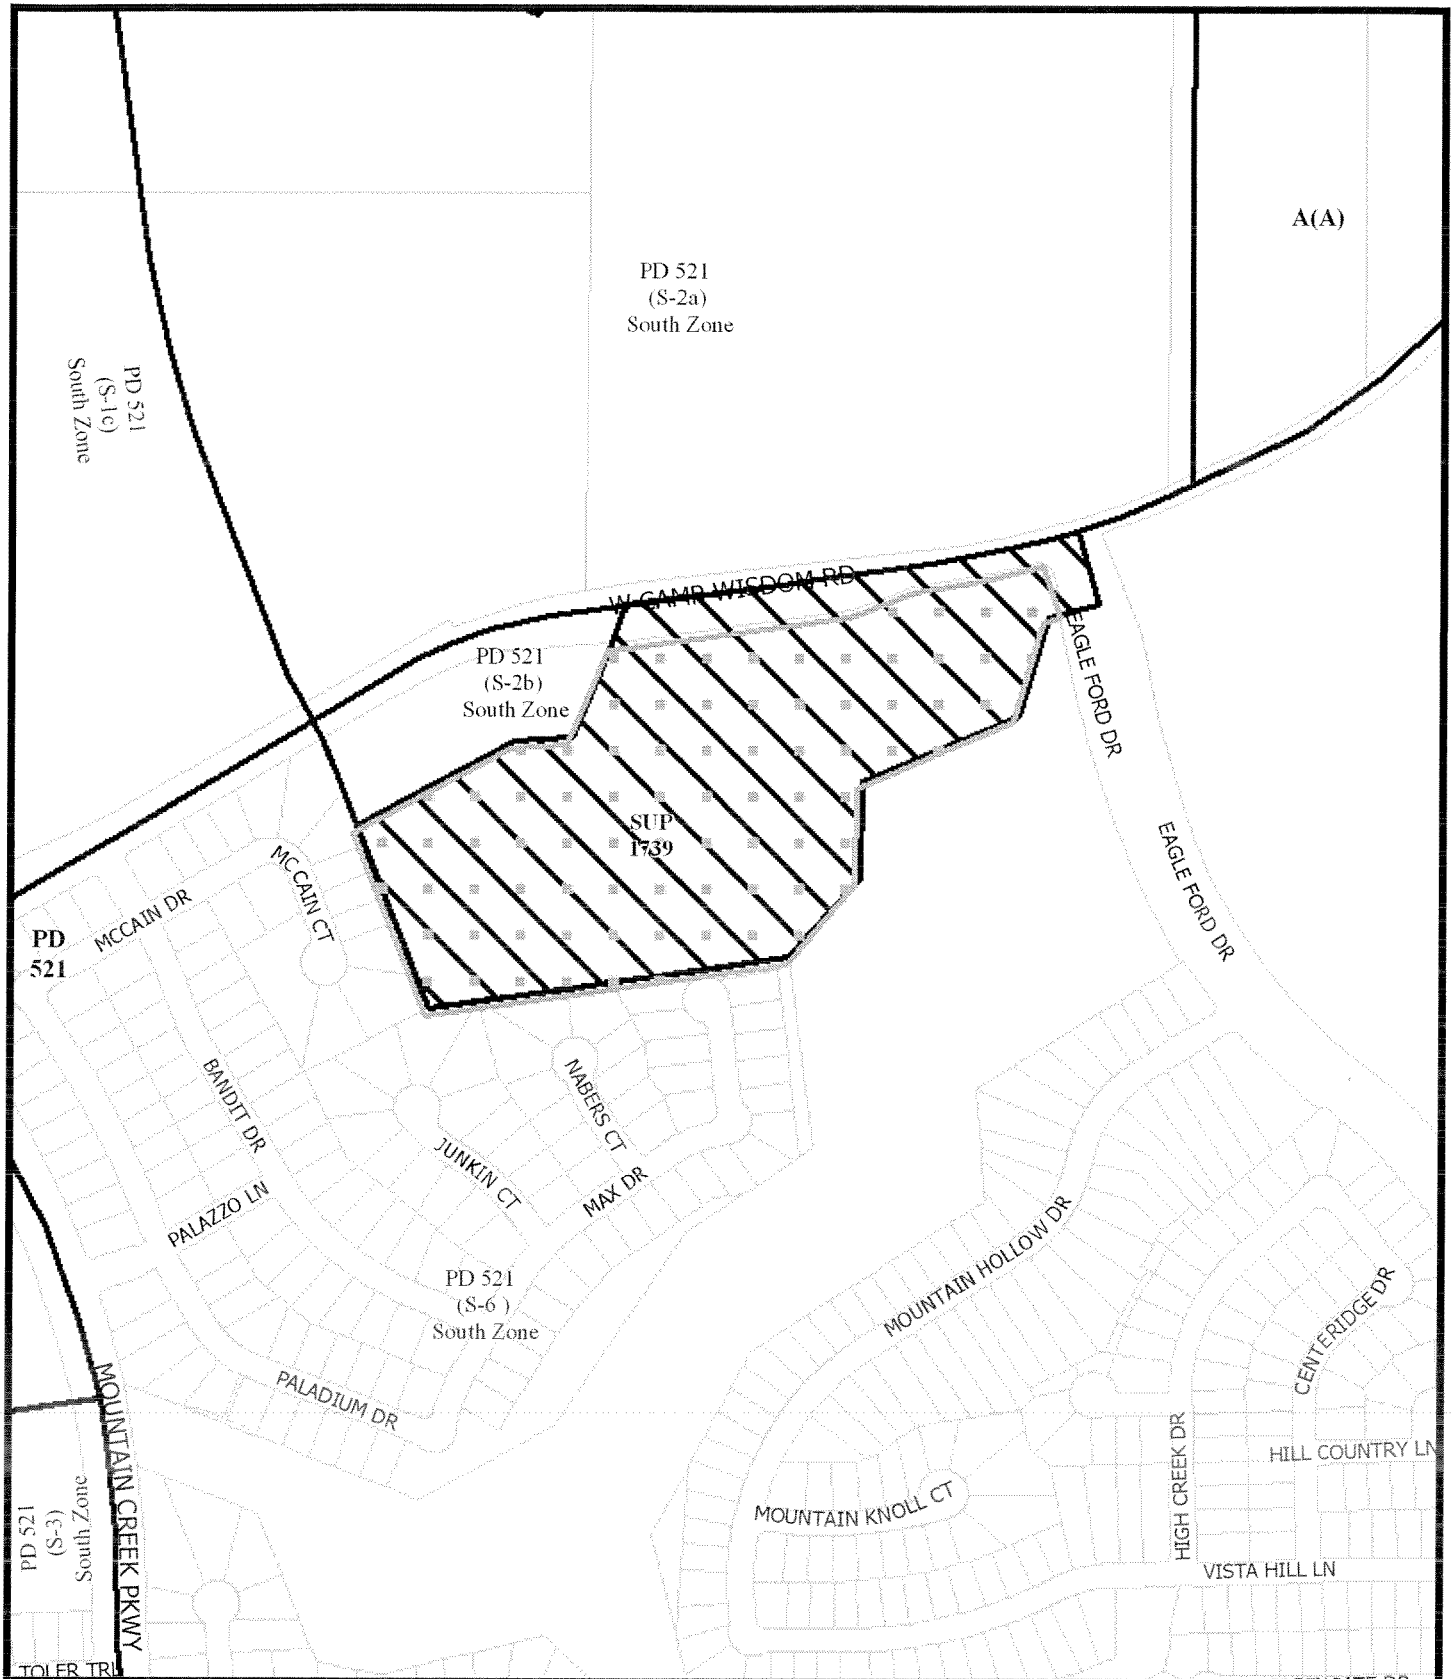 A(A)
PD 521
(S-2a)
South Zone
PD 521
(S-1c)
South Zone
W CAMP WISDOM RD
PD 521
(S-2b)
South Zone
EAGLE FORD DR
SUP
1739
EAGLE FORD DR
MCCAIN CT
MCCAIN DR
PD
521
BANDIT DR
NABERS CT
JUNKIN CT
MAX DR
PALAZZO LN
MOUNTAIN HOLLOW DR
PD 521
(S-6 )
South Zone
CENTERIDGE DR
PALADIUM DR
MOUNTAIN CREEK PKWY
HIGH CREEK DR
HILL COUNTRY LN
MOUNTAIN KNOLL CT
PD 521
(S-3)
South Zone
VISTA HILL LN
TOLER TRL